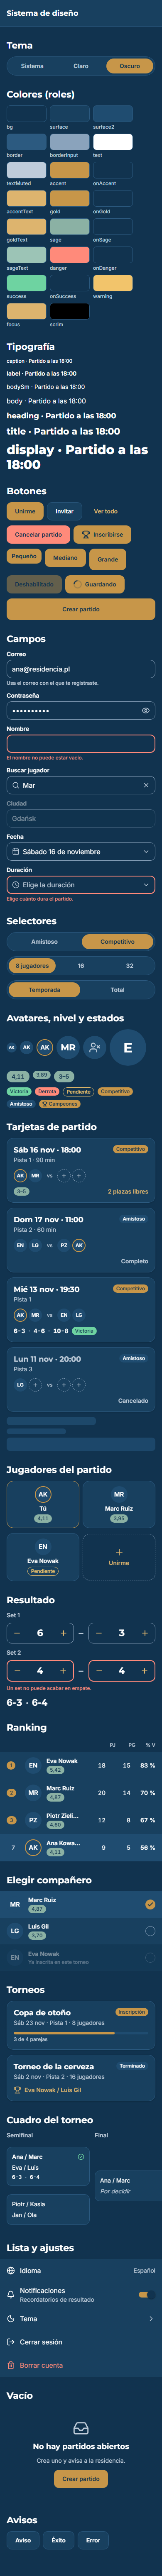 Sistema de diseño
Tema
Sistema Claro Oscuro
Colores (roles)
bg surface surface2
border borderInput text
textMuted accent onAccent
accentText gold onGold
goldText sage onSage
sageText danger onDanger
success onSuccess warning
focus scrim
Tipografía
caption · Partido a las 18:00
label · Partido a las 18:00
bodySm · Partido a las 18:00
body · Partido a las 18:00
heading · Partido a las 18:00
title · Partido a las 18:00
display · Partido a las
18:00
Botones
Unirme Invitar Ver todo
Cancelar partido Inscribirse
Pequeño Mediano Grande
Deshabilitado Guardando
Crear partido
Campos
Correo
ana@residencia.pl
Usa el correo con el que te registraste.
Contraseña
••••••••••
Nombre
El nombre no puede estar vacío.
Buscar jugador
Mar
Ciudad
Gdańsk
Fecha
Sábado 16 de noviembre
Duración
Elige la duración
Elige cuánto dura el partido.
Selectores
Amistoso Competitivo
8 jugadores 16 32
Temporada Total
Avatares, nivel y estados
AK AK AK MR E
4,11 3,89 3–5
Victoria Derrota Pendiente Competitivo
Amistoso Campeones
Tarjetas de partido
Sáb 16 nov · 18:00 Competitivo
Pista 1 · 90 min
AK MR vs + +
3–5 2 plazas libres
Dom 17 nov · 11:00 Amistoso
Pista 2 · 60 min
EN LG vs PZ AK
Completo
Mié 13 nov · 19:30 Competitivo
Pista 1
AK MR vs EN LG
6-3 · 4-6 · 10-8 Victoria
Lun 11 nov · 20:00 Amistoso
Pista 3
LG + vs + +
Cancelado
Jugadores del partido
AK MR
Tú Marc Ruiz
4,11 3,95
EN +
Eva Nowak Unirme
Pendiente
Resultado
Set 1
− 6 + – − 3 +
Set 2
− 4 + – − 4 +
Un set no puede acabar en empate.
6-3 · 6-4
Ranking
PJ PG % V
1 EN Eva Nowak 18 15 83 %
5,42
2 MR Marc Ruiz 20 14 70 %
4,87
3 PZ Piotr Zieli... 12 8 67 %
4,60
7 AK Ana Kowa... 9 5 56 %
4,11
Elegir compañero
MR Marc Ruiz
4,87
LG Luis Gil
3,70
EN Eva Nowak
Ya inscrita en este torneo
Torneos
Copa de otoño Inscripción
Sáb 2 nov · Pista 1 · 8 jugadores
3 de 4 parejas
Torneo de la cerveza Terminado
Sáb 2 nov · Pista 2 · 16 jugadores
Eva Nowak / Luis Gil
Cuadro del torneo
Semifinal Final
Ana / Marc
Eva / Luis
6-3 · 6-4
Ana / Marc
Por decidir
Piotr / Kasia
Jan / Ola
Lista y ajustes
Idioma Español
Notificaciones
Recordatorios de resultado
Tema
Cerrar sesión
Borrar cuenta
Vacío
No hay partidos abiertos
Crea uno y avisa a la residencia.
Crear partido
Avisos
Aviso Éxito Error